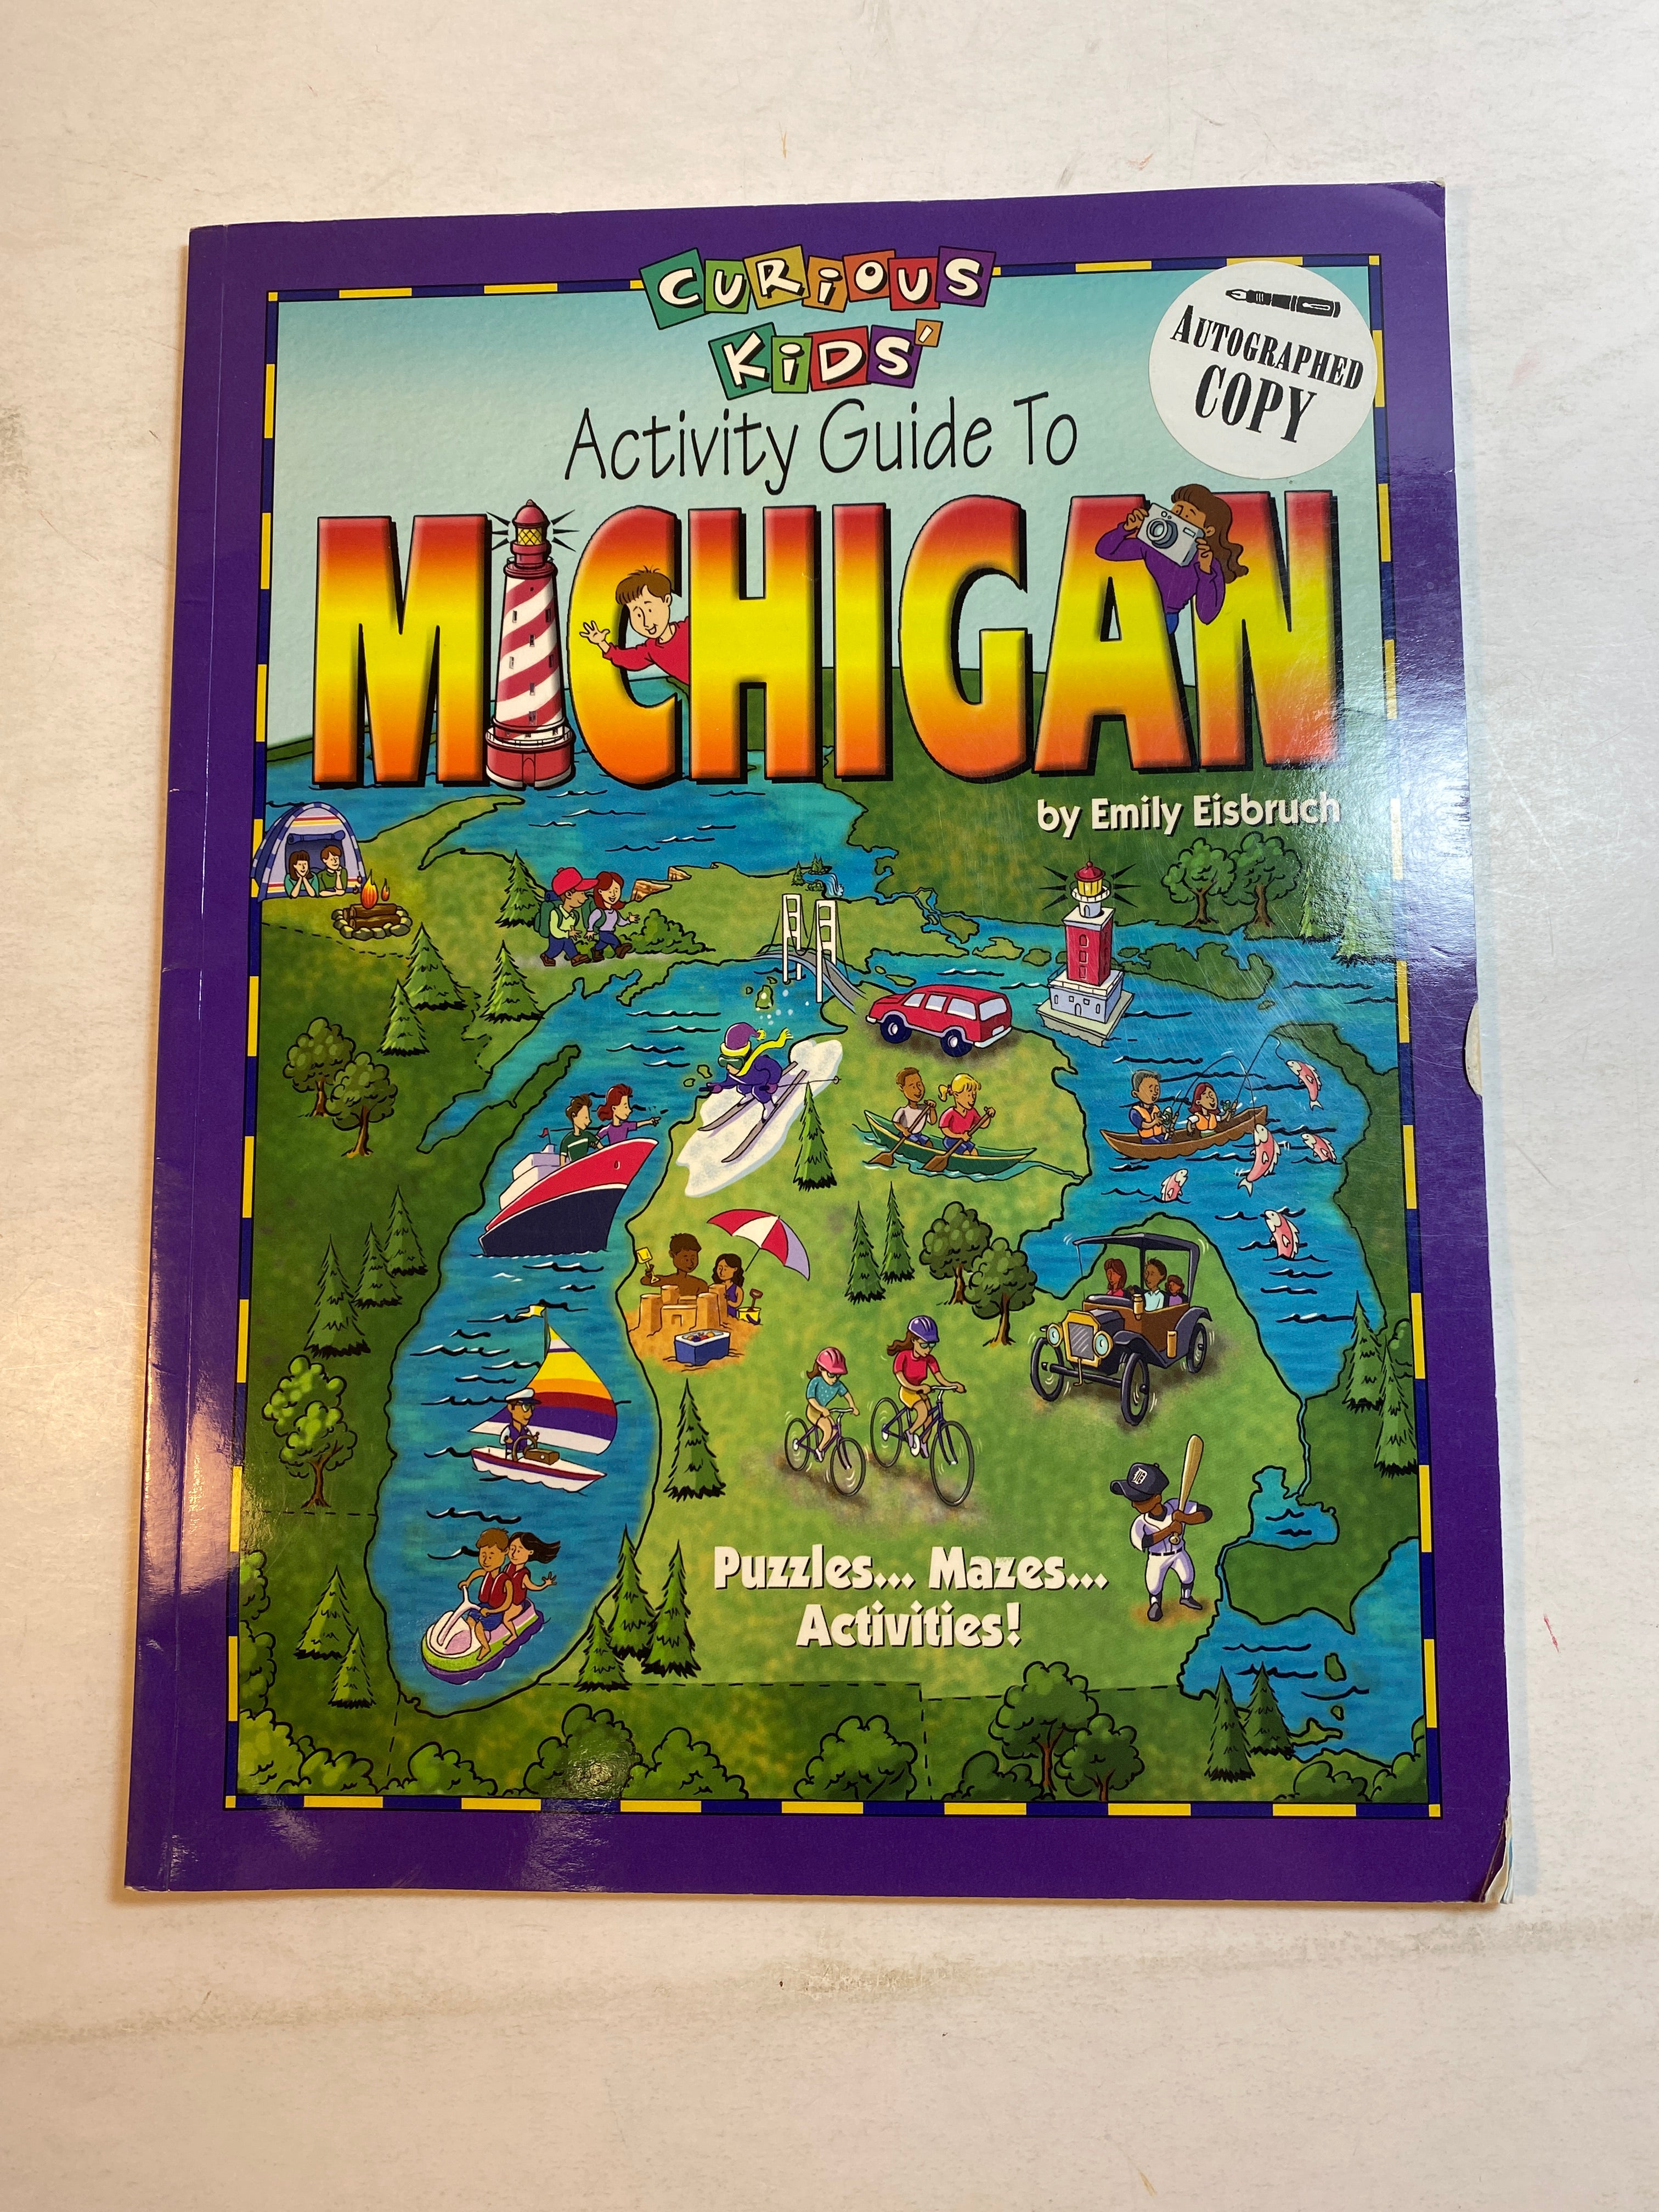 CURiOUS
KiDS'
Activity Guide To
MICHIGAN
by Emily Eisbruch
AUTOGRAPHED
COPY
D
Puzzles... Mazes...
Activities!